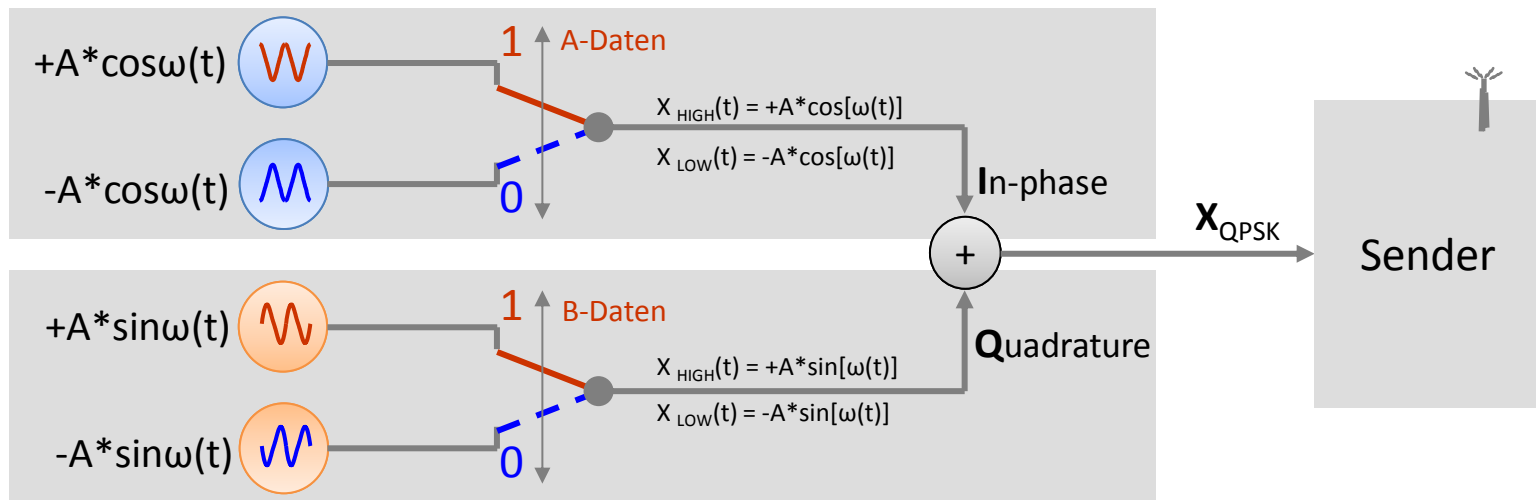 +A*cosω(t)
1
A-Daten
-A*cosω(t)
0
X HIGH(t) = +A*cos[ω(t)]
X LOW(t) = -A*cos[ω(t)]
In-phase
+
XQPSK
Sender
+A*sinω(t)
1
B-Daten
-A*sinω(t)
0
X HIGH(t) = +A*sin[ω(t)]
X LOW(t) = -A*sin[ω(t)]
Quadrature